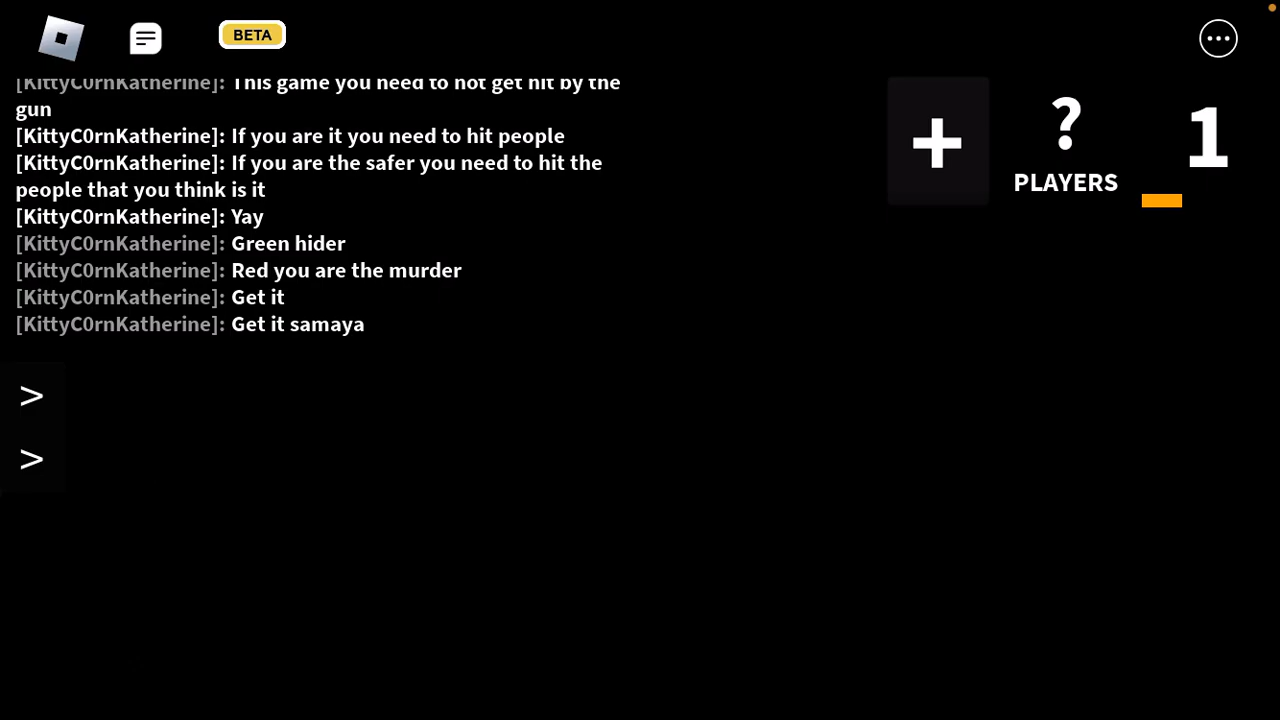 BETA
[KittyC0rnKatherine]: This game you need to not get hit by the
gun
[KittyC0rnKatherine]: If you are it you need to hit people
[KittyC0rnKatherine]: If you are the safer you need to hit the
people that you think is it
[KittyC0rnKatherine]: Yay
[KittyC0rnKatherine]: Green hider
[KittyC0rnKatherine]: Red you are the murder
[KittyC0rnKatherine]: Get it
[KittyC0rnKatherine]: Get it samaya
>
>
+
?
PLAYERS
1